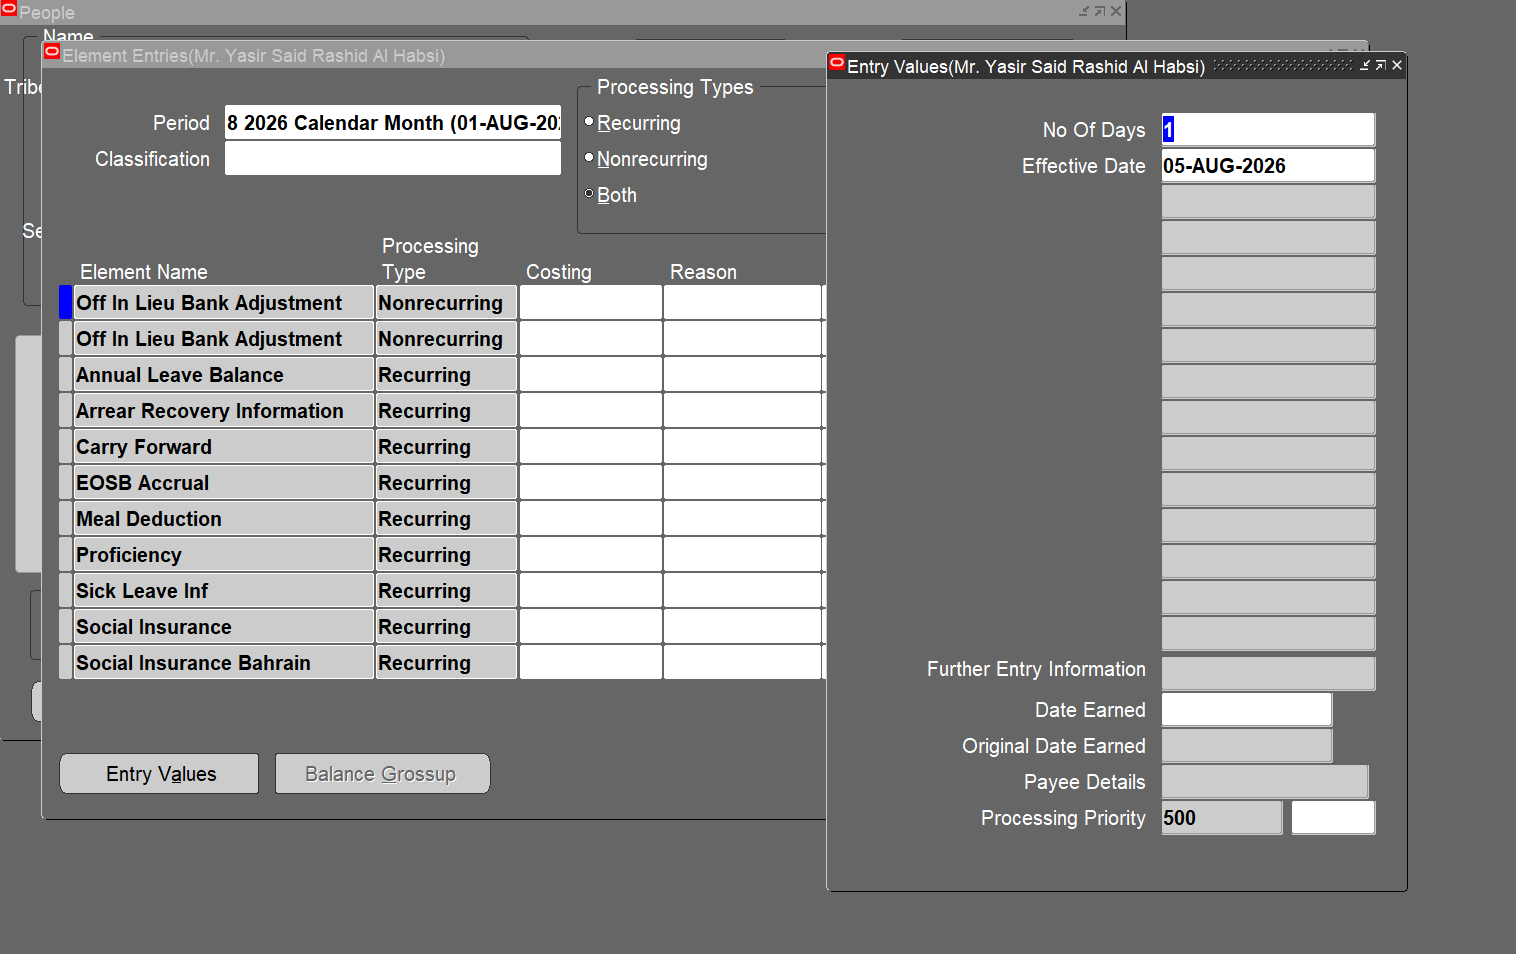 People
Name
Tribe
Se
Element Entries(Mr. Yasir Said Rashid Al Habsi)
Period 8 2026 Calendar Month (01-AUG-20
Classification
Processing Types
Recurring
Nonrecurring
Both
Element Name Processing Type Costing Reason
Off In Lieu Bank Adjustment Nonrecurring
Off In Lieu Bank Adjustment Nonrecurring
Annual Leave Balance Recurring
Arrear Recovery Information Recurring
Carry Forward Recurring
EOSB Accrual Recurring
Meal Deduction Recurring
Proficiency Recurring
Sick Leave Inf Recurring
Social Insurance Recurring
Social Insurance Bahrain Recurring
Entry Values Balance Grossup
Entry Values(Mr. Yasir Said Rashid Al Habsi)
No Of Days 1
Effective Date 05-AUG-2026
Further Entry Information
Date Earned
Original Date Earned
Payee Details
Processing Priority 500